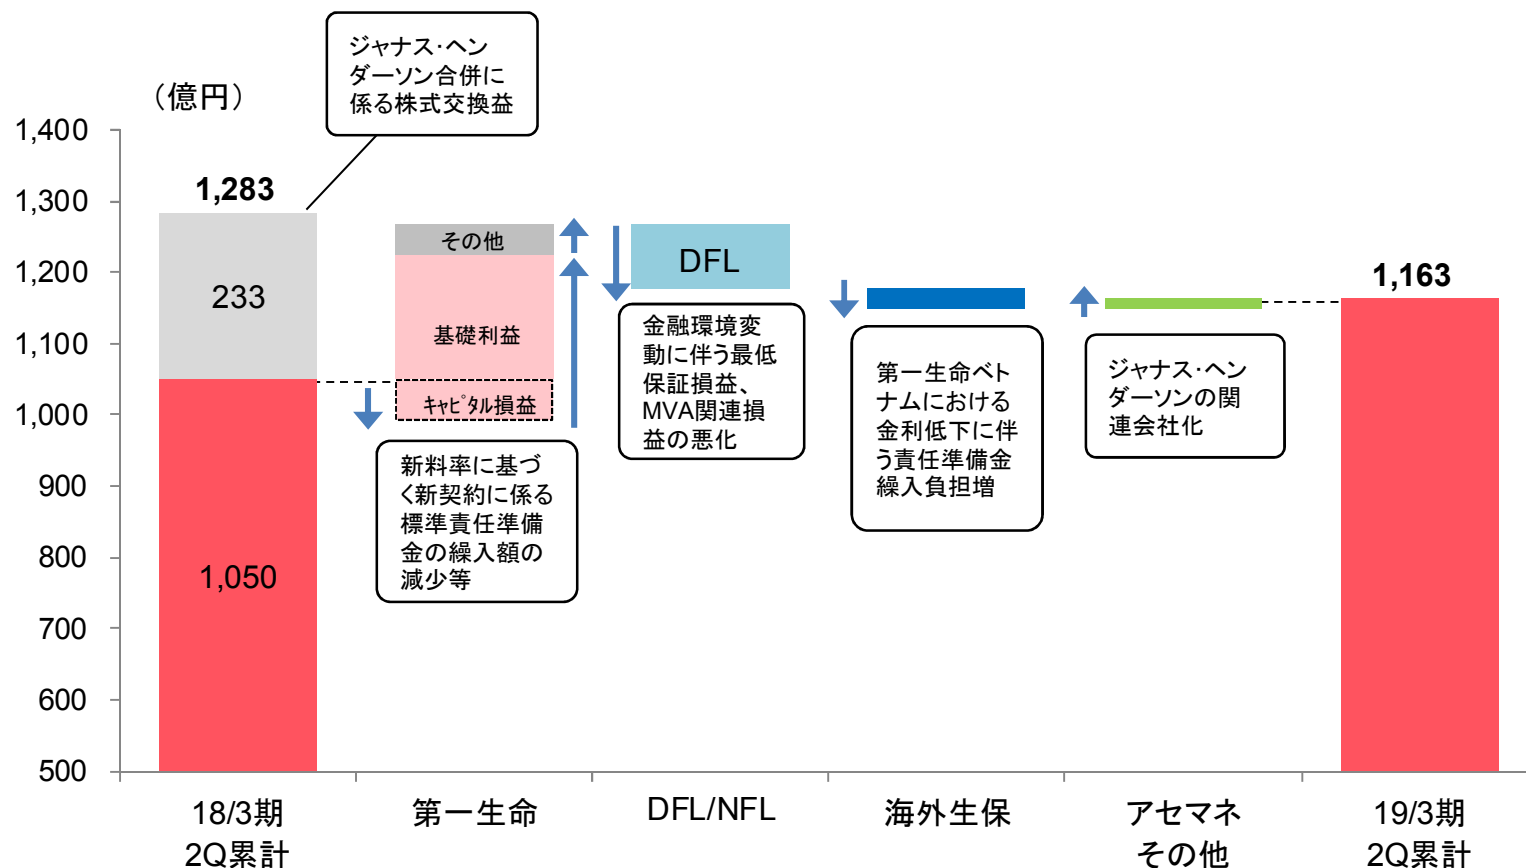 ジャナス・ヘン
ダーソン合併に
係る株式交換益
（億円）
1,400
1,300
1,200
1,100
1,000
900
800
700
600
500
1,283
233
1,050
その他
基礎利益
ｷｬﾋﾟﾀﾙ損益
新料率に基づ
く新契約に係る
標準責任準備
金の繰入額の
減少等
DFL
金融環境変
動に伴う最低
保証損益、
MVA関連損
益の悪化
第一生命ベト
ナムにおける
金利低下に伴
う責任準備金
繰入負担増
ジャナス・ヘン
ダーソンの関
連会社化
1,163
18/3期
2Q累計
第一生命
DFL/NFL
海外生保
アセマネ
その他
19/3期
2Q累計